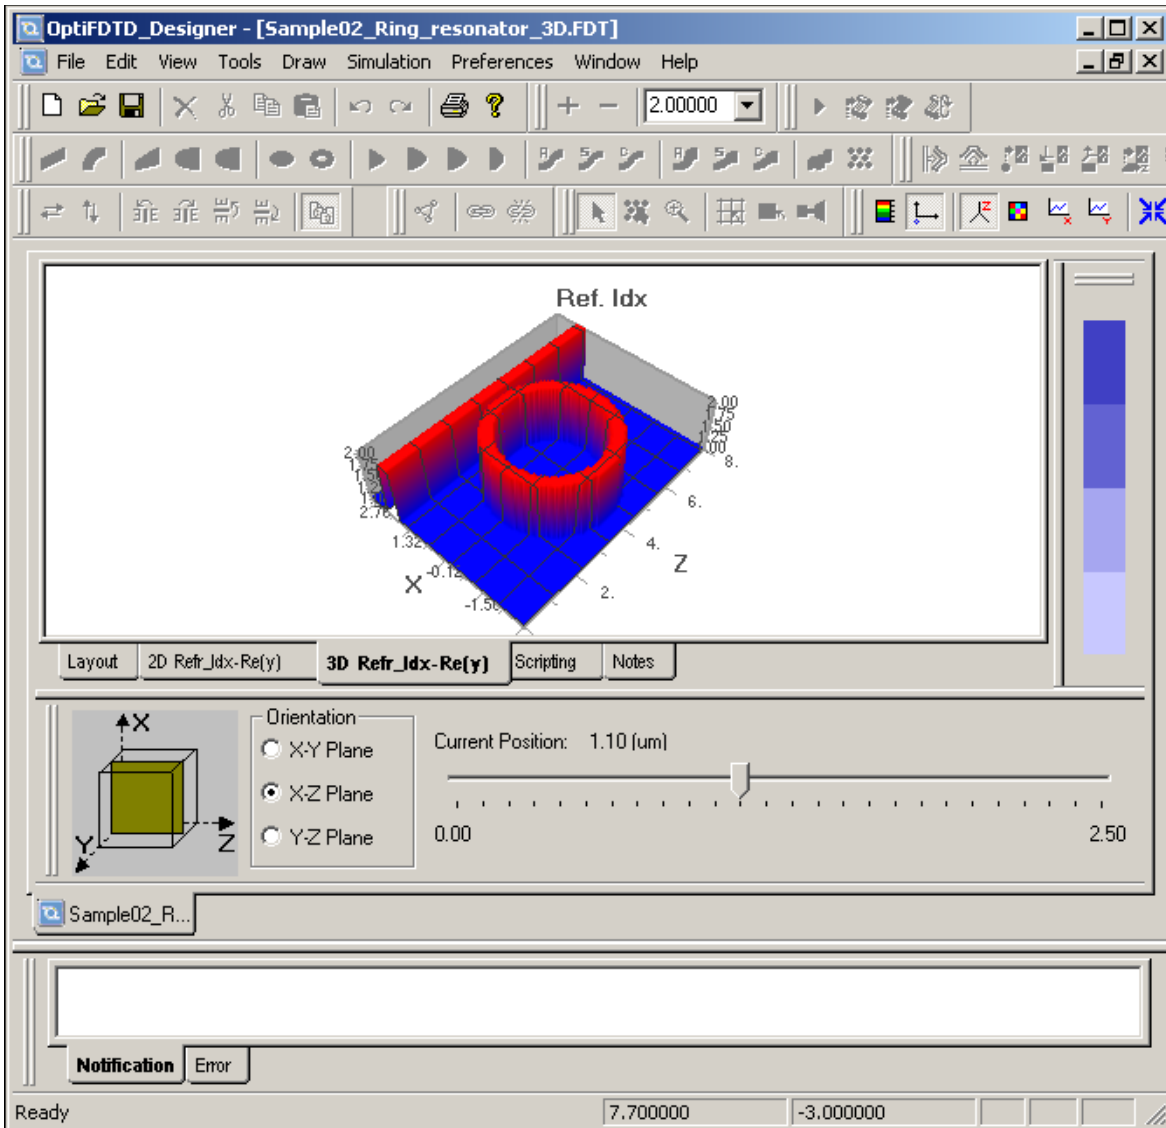 OptiFDTD_Designer - [Sample02_Ring_resonator_3D.FDT]
File Edit View Tools Draw Simulation Preferences Window Help
2.00000
Ref. Idx
2.00
1.75
1.50
1.25
.00
8.
6.
4.
Z
2.
2.00
1.75
2.76
1.32
-0.12
X
-1.56
Layout 2D Refr_Idx-Re(y) 3D Refr_Idx-Re(y) Scripting Notes
X
Y
Z
Orientation
X-Y Plane
X-Z Plane
Y-Z Plane
Current Position: 1.10 (um)
0.00 2.50
Sample02_R...
Notification Error
Ready 7.700000 -3.000000